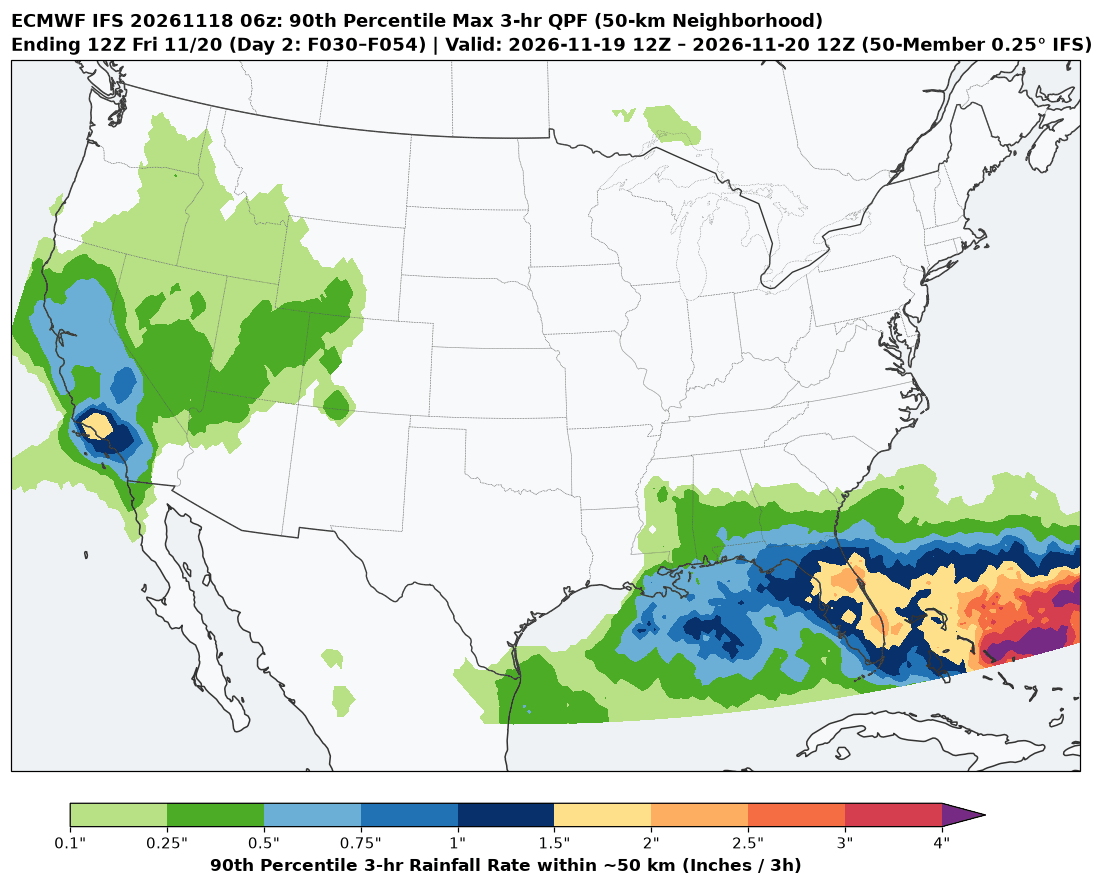 ECMWF IFS 20261118 06z: 90th Percentile Max 3-hr QPF (50-km Neighborhood)
Ending 12Z Fri 11/20 (Day 2: F030–F054) | Valid: 2026-11-19 12Z – 2026-11-20 12Z (50-Member 0.25° IFS)
0.1" 0.25" 0.5" 0.75" 1" 1.5" 2" 2.5" 3" 4"
90th Percentile 3-hr Rainfall Rate within ~50 km (Inches / 3h)